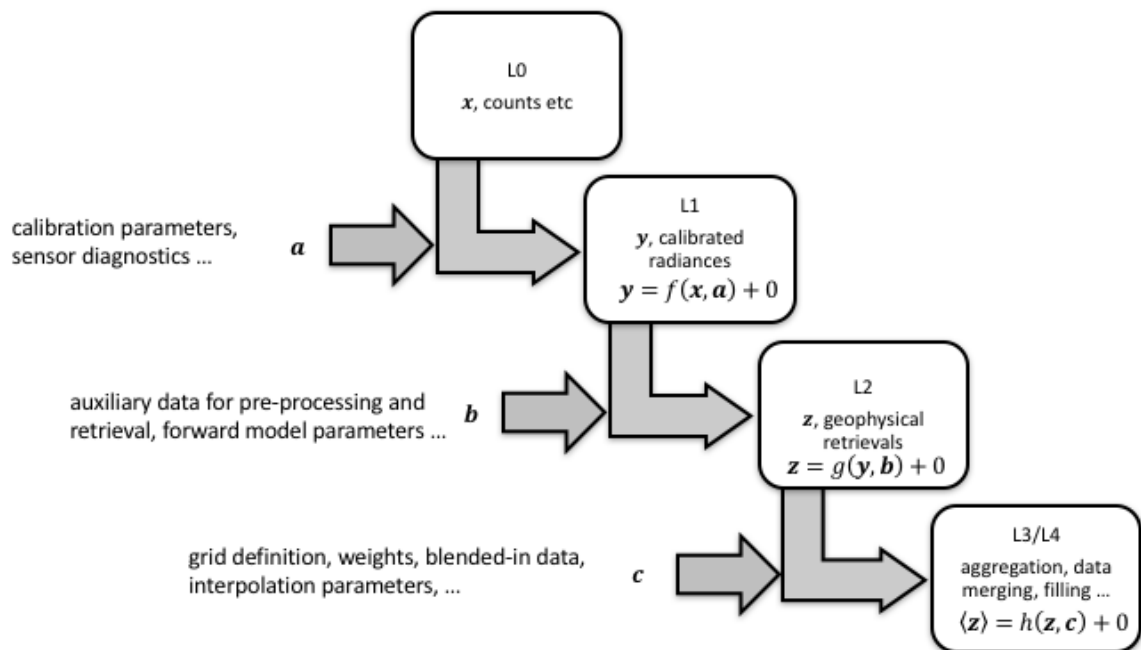 L0
x, counts etc
calibration parameters,
sensor diagnostics ...
a
L1
y, calibrated
radiances
y = f(x, a) + 0
auxiliary data for pre-processing and
retrieval, forward model parameters ...
b
L2
z, geophysical
retrievals
z = g(y, b) + 0
grid definition, weights, blended-in data,
interpolation parameters, ...
c
L3/L4
aggregation, data
merging, filling ...
⟨z⟩ = h(z, c) + 0